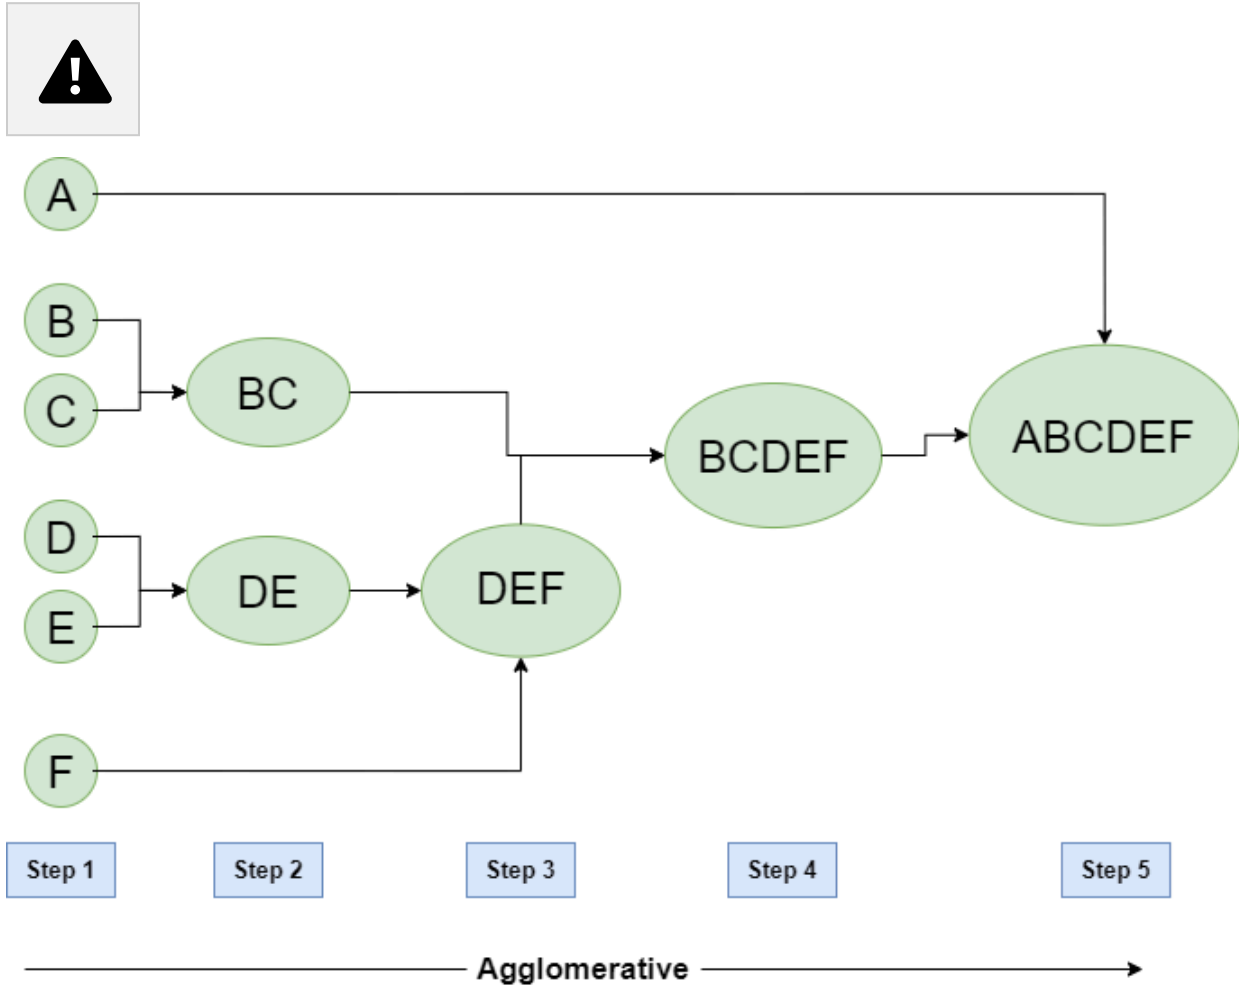 A
B
C
BC
D
E
DE
DEF
F
BCDEF
ABCDEF
Step 1
Step 2
Step 3
Step 4
Step 5
Agglomerative